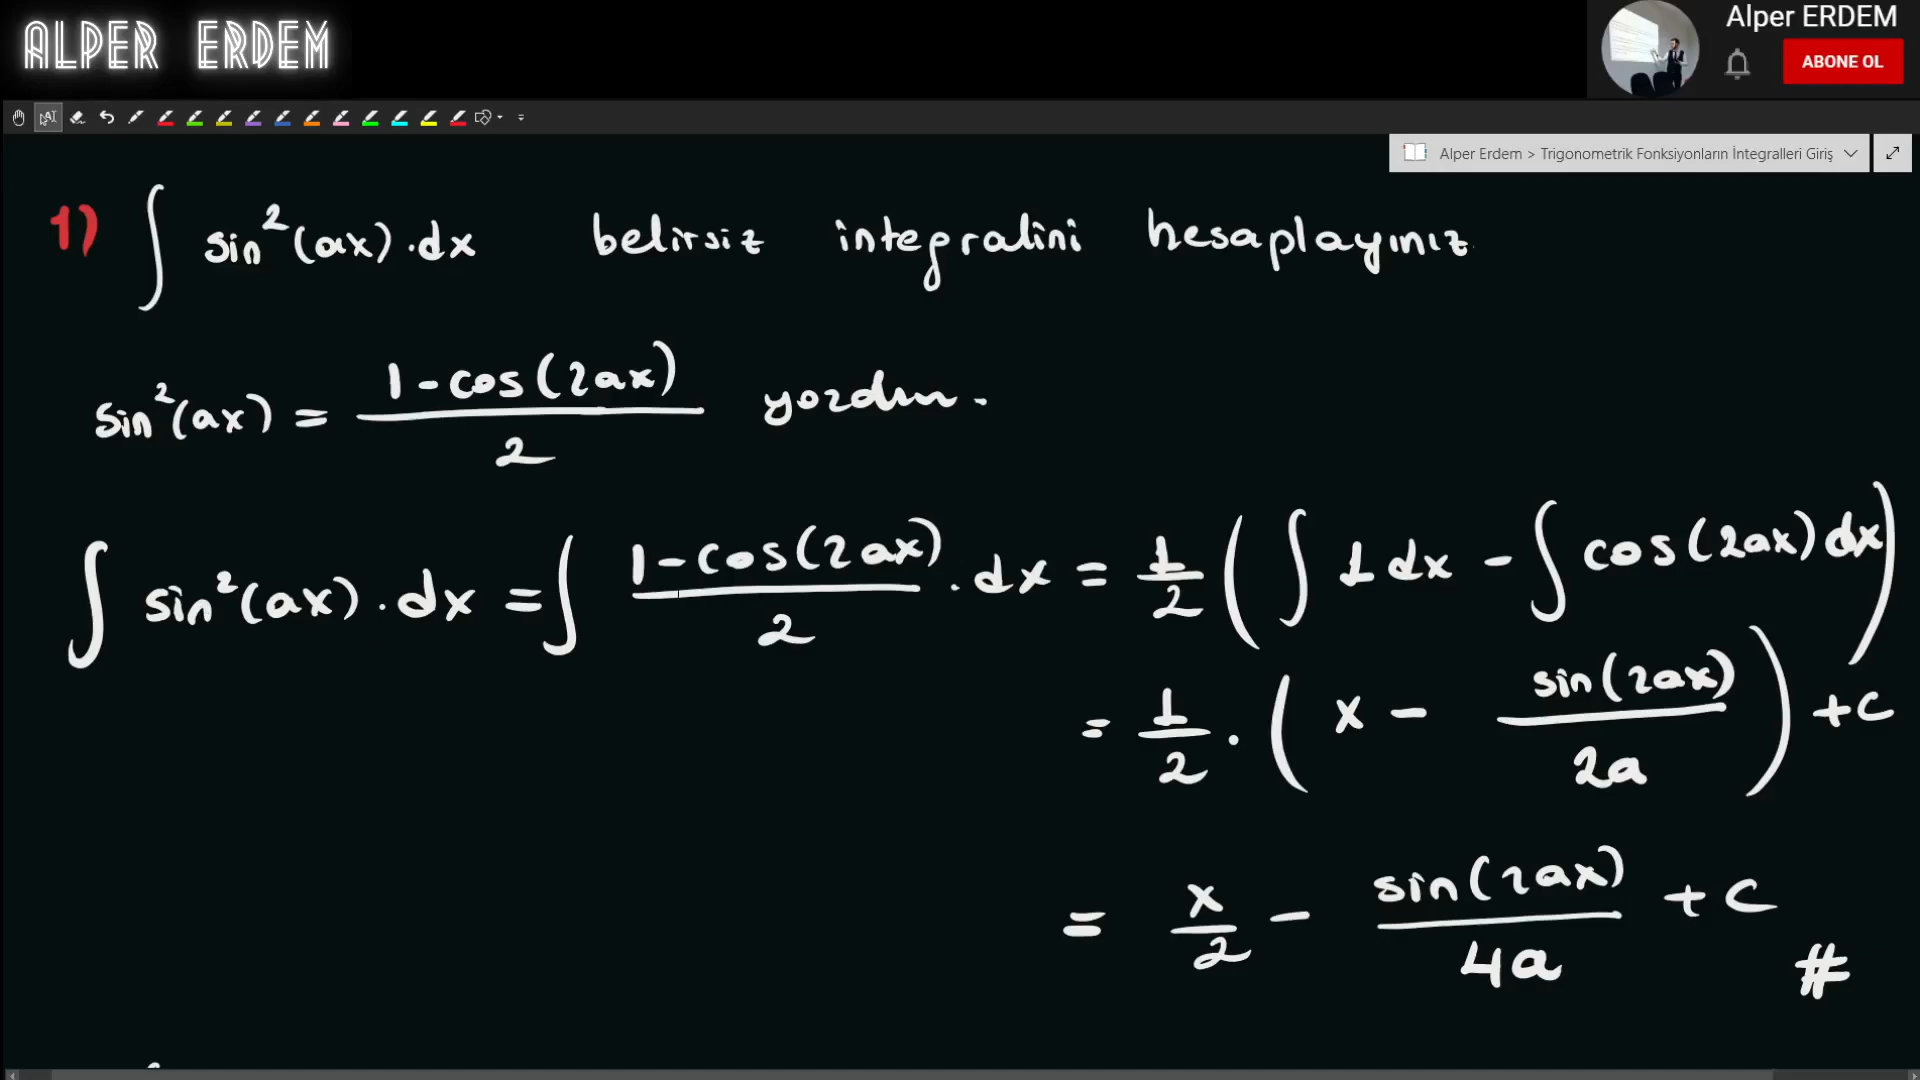 ALPER ERDEM
Alper ERDEM
ABONE OL
Alper Erdem > Trigonometrik Fonksiyonların İntegralleri Giriş
1) ∫ sin²(ax).dx belirsiz integralini hesaplayınız.
sin²(ax) = (1-cos(2ax))/2 yazdım.
∫ sin²(ax).dx = ∫ (1-cos(2ax))/2 .dx = 1/2 (∫ 1dx - ∫ cos(2ax)dx)
= 1/2 . (x - sin(2ax)/2a) +c
= x/2 - sin(2ax)/4a + c #